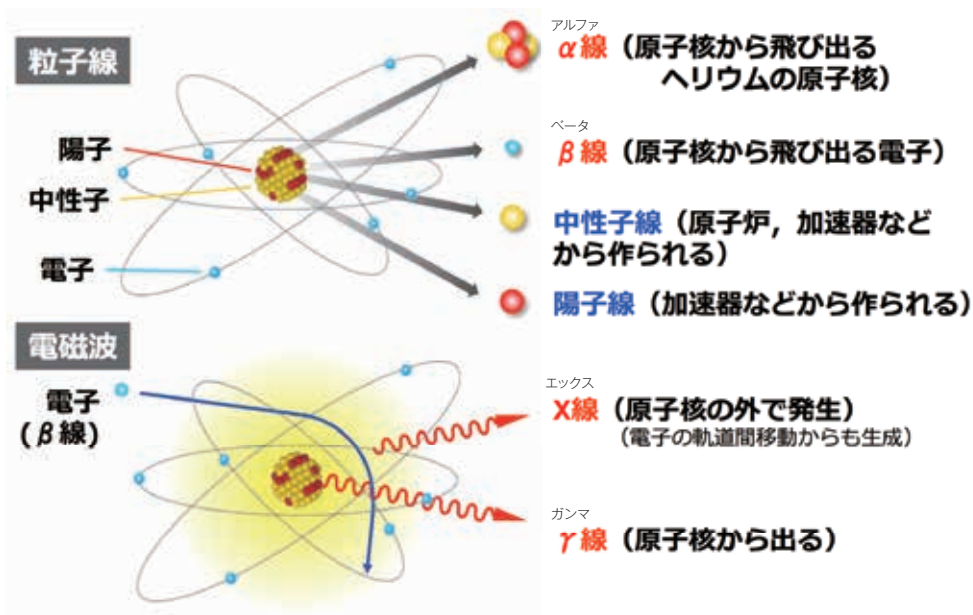 粒子線
陽子
中性子
電子
アルファ
α線（原子核から飛び出る
ヘリウムの原子核）
ベータ
β線（原子核から飛び出る電子）
中性子線（原子炉，加速器など
から作られる）
陽子線（加速器などから作られる）
電磁波
電子
(β線)
エックス
X線（原子核の外で発生）
（電子の軌道間移動からも生成）
ガンマ
γ線（原子核から出る）